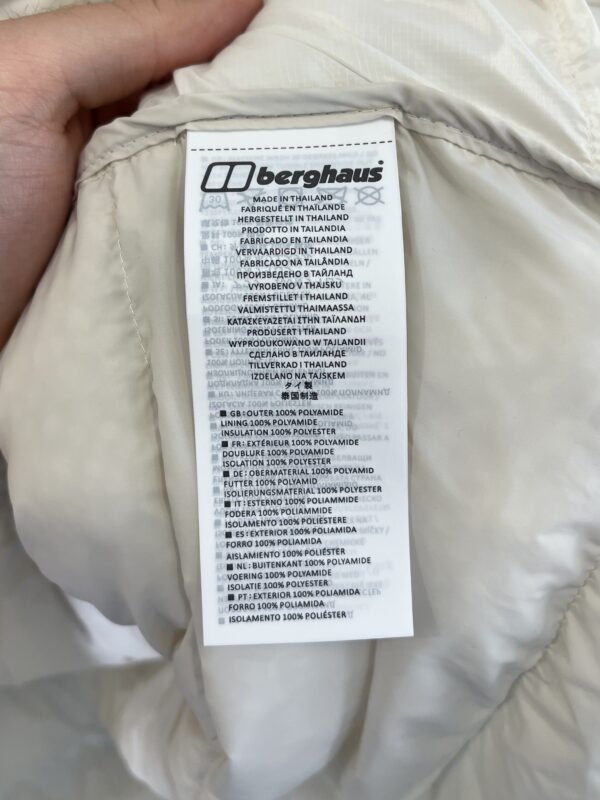 berghaus
MADE IN THAILAND
FABRIQUÉ EN THAÏLANDE
HERGESTELLT IN THAILAND
PRODOTTO IN TAILANDIA
FABRICADO EN TAILANDIA
VERVAARDIGD IN THAILAND
FABRICADO NA TAILÂNDIA
ПРОИЗВЕДЕНО В ТАЙЛАНД
VYROBENO V THAJSKU
FREMSTILLET I THAILAND
VALMISTETTU THAIMAASSA
ΚΑΤΑΣΚΕΥΑΖΕΤΑΙ ΣΤΗΝ ΤΑΪΛΑΝΔΗ
PRODUSERT I THAILAND
WYPRODUKOWANO W TAJLANDII
СДЕЛАНО В ТАИЛАНДЕ
TILLVERKAD I THAILAND
IZDELANO NA TAJSKEM
タイ製
泰国制造
■ GB: OUTER 100% POLYAMIDE
LINING 100% POLYAMIDE
INSULATION 100% POLYESTER
■ FR: EXTÉRIEUR 100% POLYAMIDE
DOUBLURE 100% POLYAMIDE
ISOLATION 100% POLYESTER
■ DE: OBERMATERIAL 100% POLYAMID
FUTTER 100% POLYAMID
ISOLIERUNGSMATERIAL 100% POLYESTER
■ IT: ESTERNO 100% POLIAMMIDE
FODERA 100% POLIAMMIDE
ISOLAMENTO 100% POLIESTERE
■ ES: EXTERIOR 100% POLIAMIDA
FORRO 100% POLIAMIDA
AISLAMIENTO 100% POLIÉSTER
■ NL: BUITENKANT 100% POLYAMIDE
VOERING 100% POLYAMIDE
ISOLATIE 100% POLYESTER
■ PT: EXTERIOR 100% POLIAMIDA
FORRO 100% POLIAMIDA
ISOLAMENTO 100% POLIÉSTER